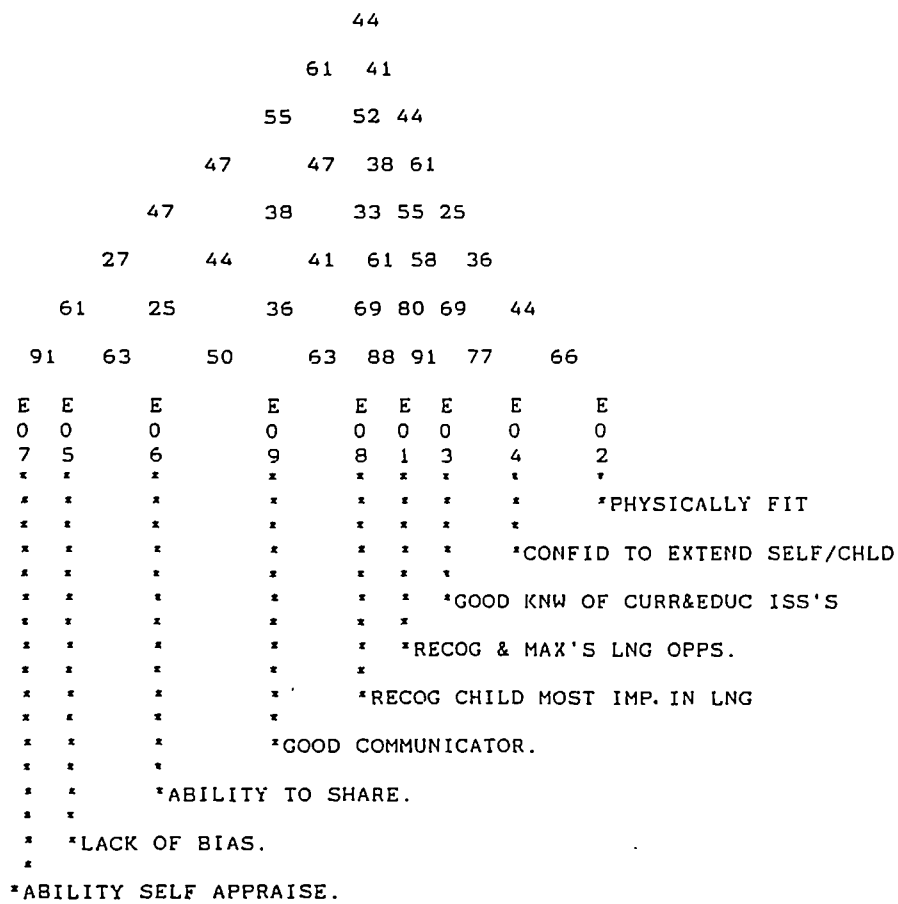 44
61 41
55 52 44
47 47 38 61
47 38 33 55 25
27 44 41 61 58 36
61 25 36 69 80 69 44
91 63 50 63 88 91 77 66
E E E E E E E E E
0 0 0 0 0 0 0 0 0
7 5 6 9 8 1 3 4 2
*PHYSICALLY FIT
*CONFID TO EXTEND SELF/CHLD
*GOOD KNW OF CURR&EDUC ISS'S
*RECOG & MAX'S LNG OPPS.
*RECOG CHILD MOST IMP. IN LNG
*GOOD COMMUNICATOR.
*ABILITY TO SHARE.
*LACK OF BIAS.
*ABILITY SELF APPRAISE.